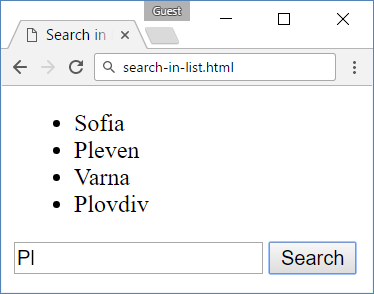 Guest
Search in
search-in-list.html
Sofia
Pleven
Varna
Plovdiv
Pl Search